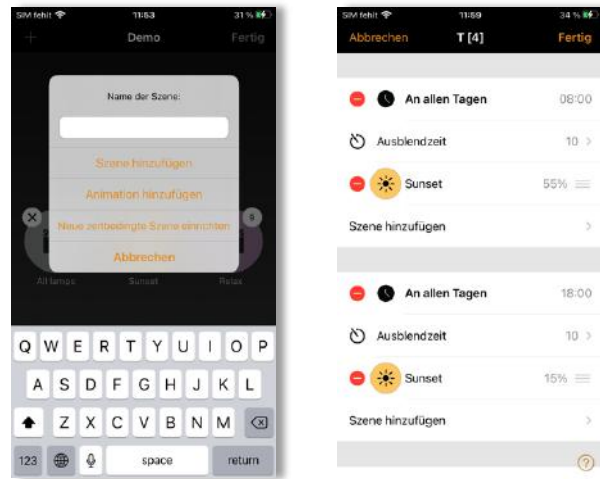 SIM fehlt 11:53 31 %
+ Demo Fertig
Name der Szene:
Szene hinzufügen
Animation hinzufügen
Neue zeitbedingte Szene einrichten
Abbrechen
All lamps Sunset Relax
Q W E R T Y U I O P
A S D F G H J K L
Z X C V B N M
123 space return
SIM fehlt 11:59 34 %
Abbrechen T [4] Fertig
An allen Tagen 08:00
Ausblendzeit 10 >
Sunset 55%
Szene hinzufügen >
An allen Tagen 18:00
Ausblendzeit 10 >
Sunset 15%
Szene hinzufügen >
?